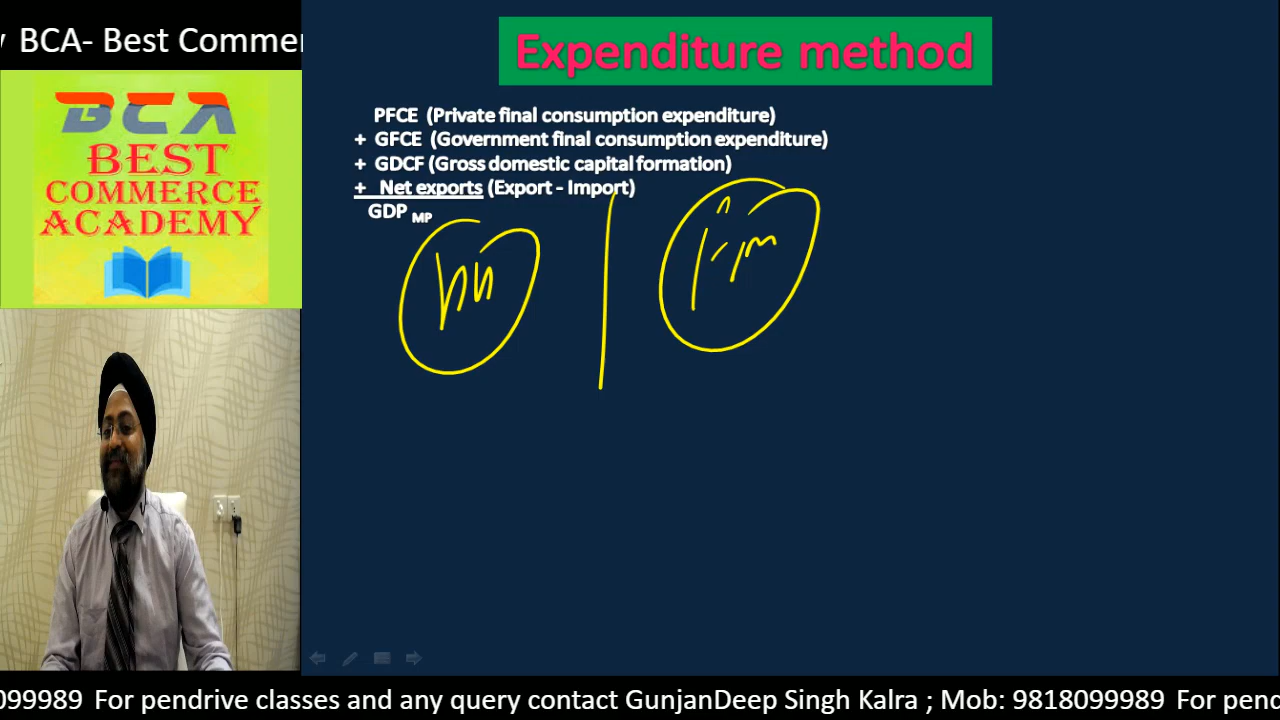 y BCA- Best Commer
BCA
BEST
COMMERCE
ACADEMY
Expenditure method
PFCE (Private final consumption expenditure)
+ GFCE (Government final consumption expenditure)
+ GDCF (Gross domestic capital formation)
+ Net exports (Export - Import)
GDP MP
099989 For pendrive classes and any query contact GunjanDeep Singh Kalra ; Mob: 9818099989 For pend